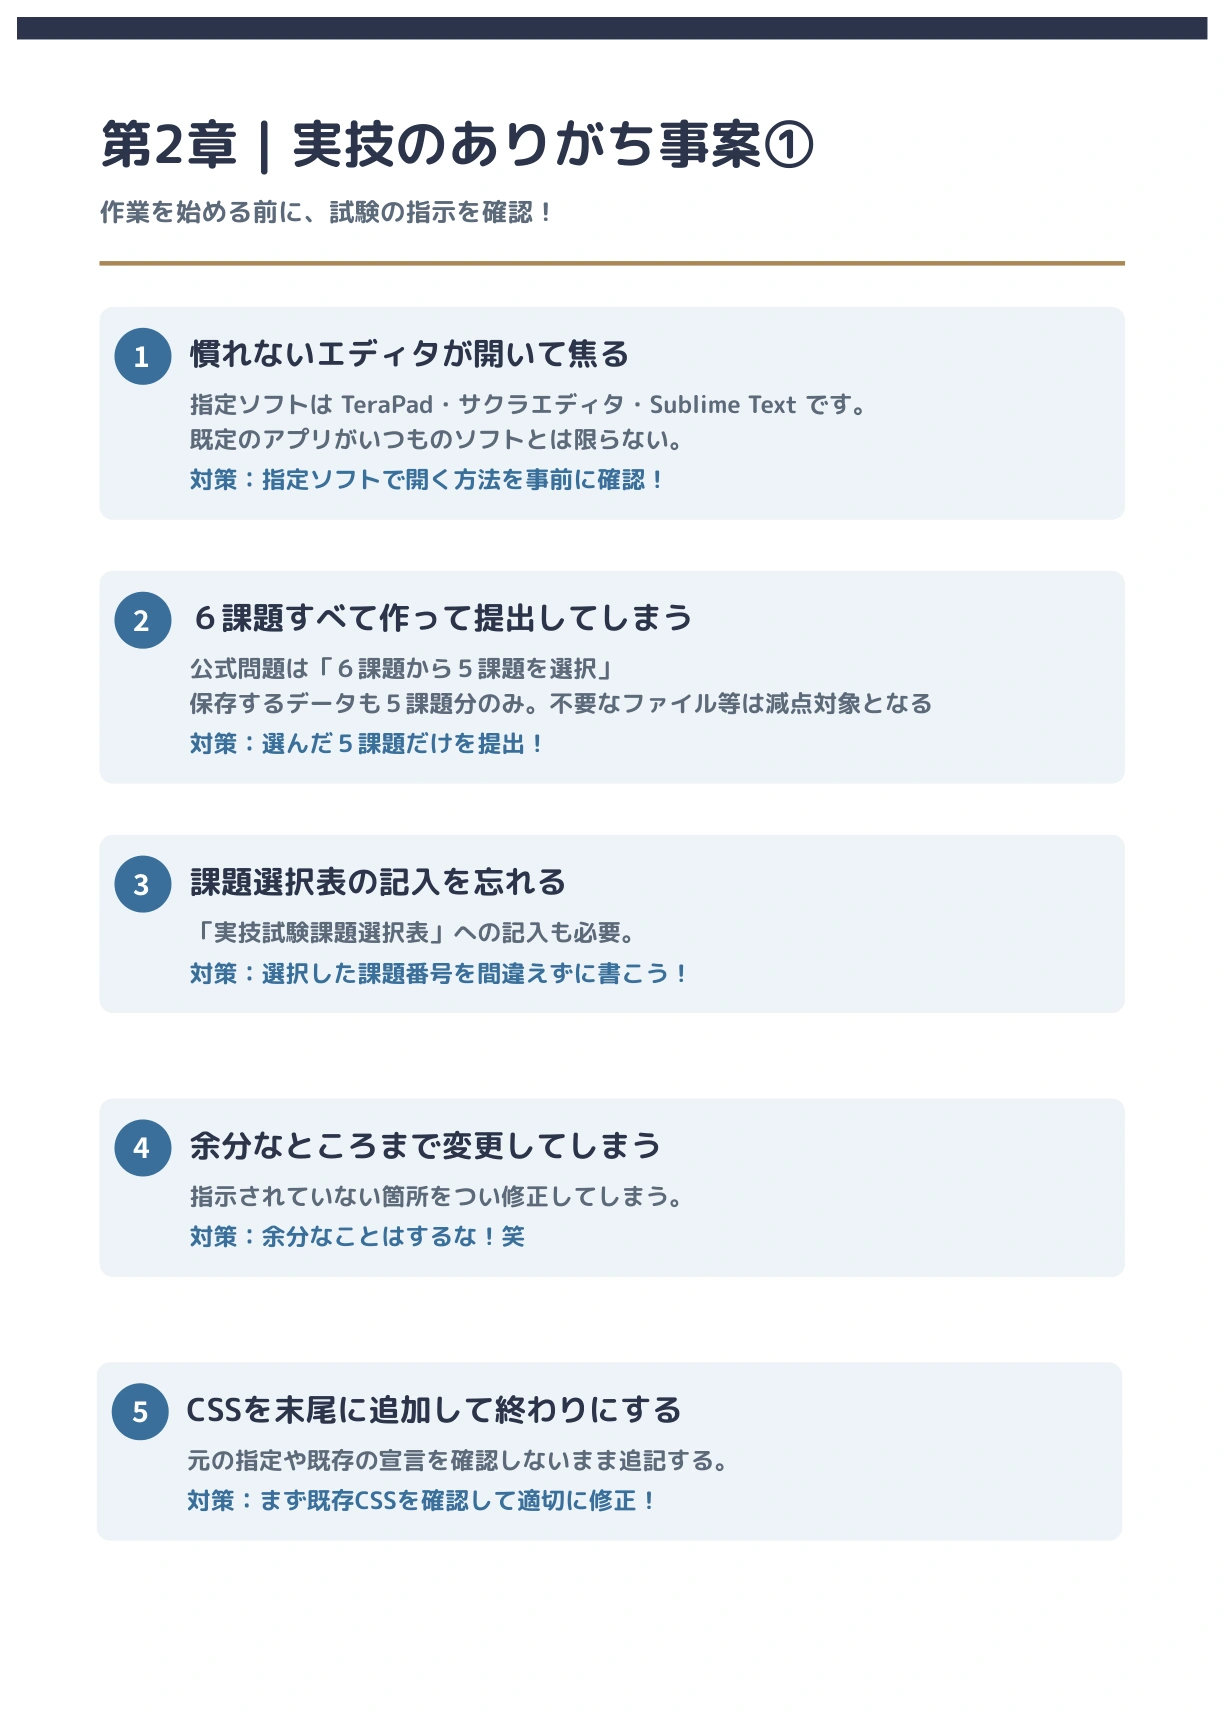 第2章｜実技のありがち事案①
作業を始める前に、試験の指示を確認！
1
慣れないエディタが開いて焦る
指定ソフトは TeraPad・サクラエディタ・Sublime Text です。
既定のアプリがいつものソフトとは限らない。
対策：指定ソフトで開く方法を事前に確認！
2
６課題すべて作って提出してしまう
公式問題は「６課題から５課題を選択」
保存するデータも５課題分のみ。不要なファイル等は減点対象となる
対策：選んだ５課題だけを提出！
3
課題選択表の記入を忘れる
「実技試験課題選択表」への記入も必要。
対策：選択した課題番号を間違えずに書こう！
4
余分なところまで変更してしまう
指示されていない箇所をつい修正してしまう。
対策：余分なことはするな！笑
5
CSSを末尾に追加して終わりにする
元の指定や既存の宣言を確認しないまま追記する。
対策：まず既存CSSを確認して適切に修正！